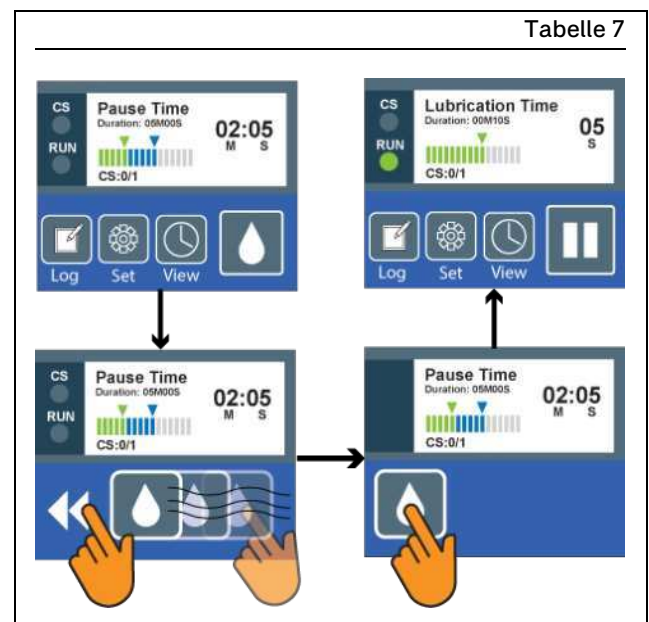 Tabelle 7
CS
RUN
Pause Time
Duration: 05M00S
02:05
M S
CS:0/1
Log Set View
CS
RUN
Lubrication Time
Duration: 00M10S
05
S
CS:0/1
Log Set View
CS
RUN
Pause Time
Duration: 05M00S
02:05
M S
CS:0/1
Pause Time
Duration: 05M00S
02:05
M S
CS:0/1